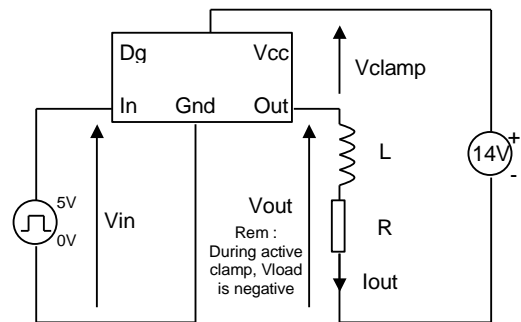 Dg
Vcc
In
Gnd
Out
Vclamp
14V
+
-
L
5V
0V
Vin
Vout
Rem :
During active
clamp, Vload
is negative
R
Iout